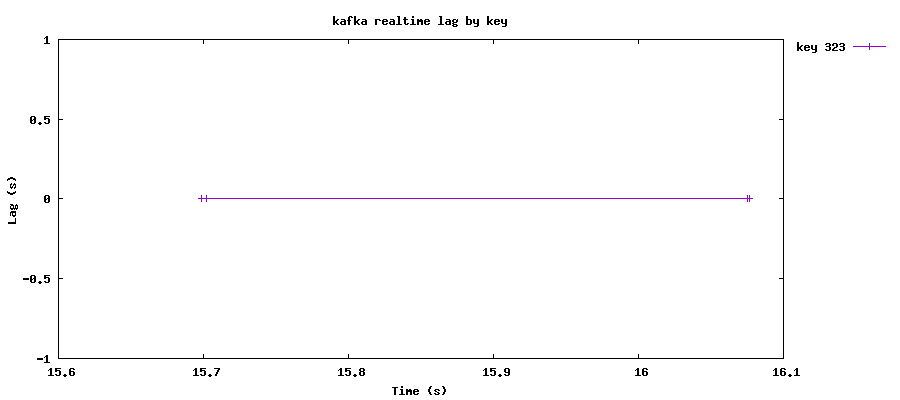 kafka realtime lag by key
key 323
1
0.5
0
-0.5
-1
Lag (s)
15.6 15.7 15.8 15.9 16 16.1
Time (s)